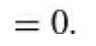 = 0.